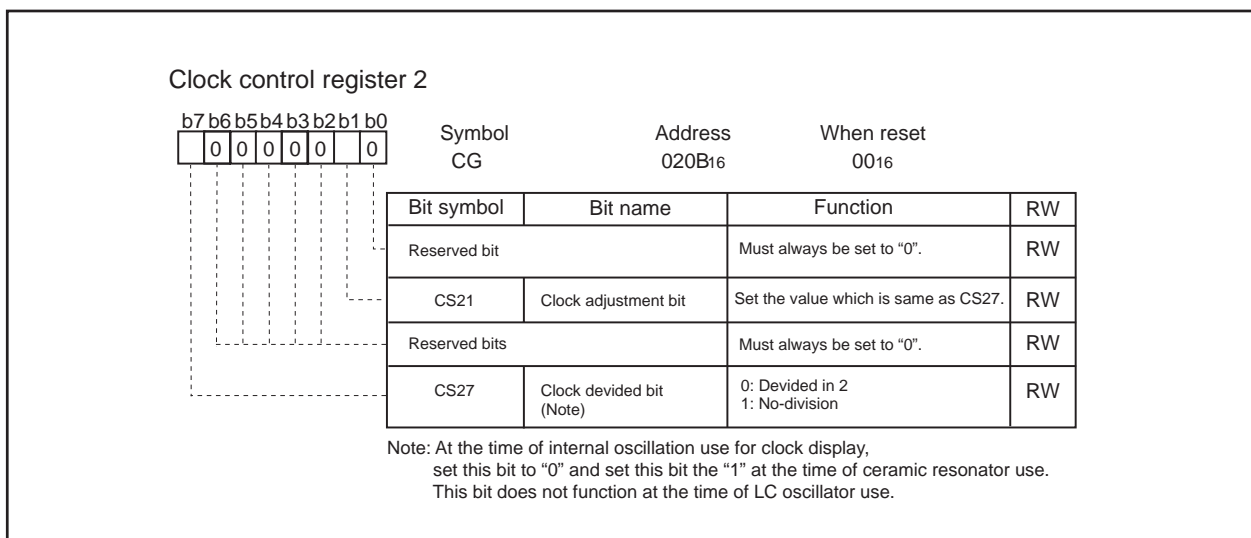 Clock control register 2
b7 b6 b5 b4 b3 b2 b1 b0
0 0 0 0 0 0
Symbol Address When reset
CG 020B16 0016
Bit symbol Bit name Function RW
Reserved bit Must always be set to “0”. RW
CS21 Clock adjustment bit Set the value which is same as CS27. RW
Reserved bits Must always be set to “0”. RW
CS27 Clock devided bit (Note) 0: Devided in 2 RW
1: No-division
Note: At the time of internal oscillation use for clock display,
set this bit to “0” and set this bit the “1” at the time of ceramic resonator use.
This bit does not function at the time of LC oscillator use.